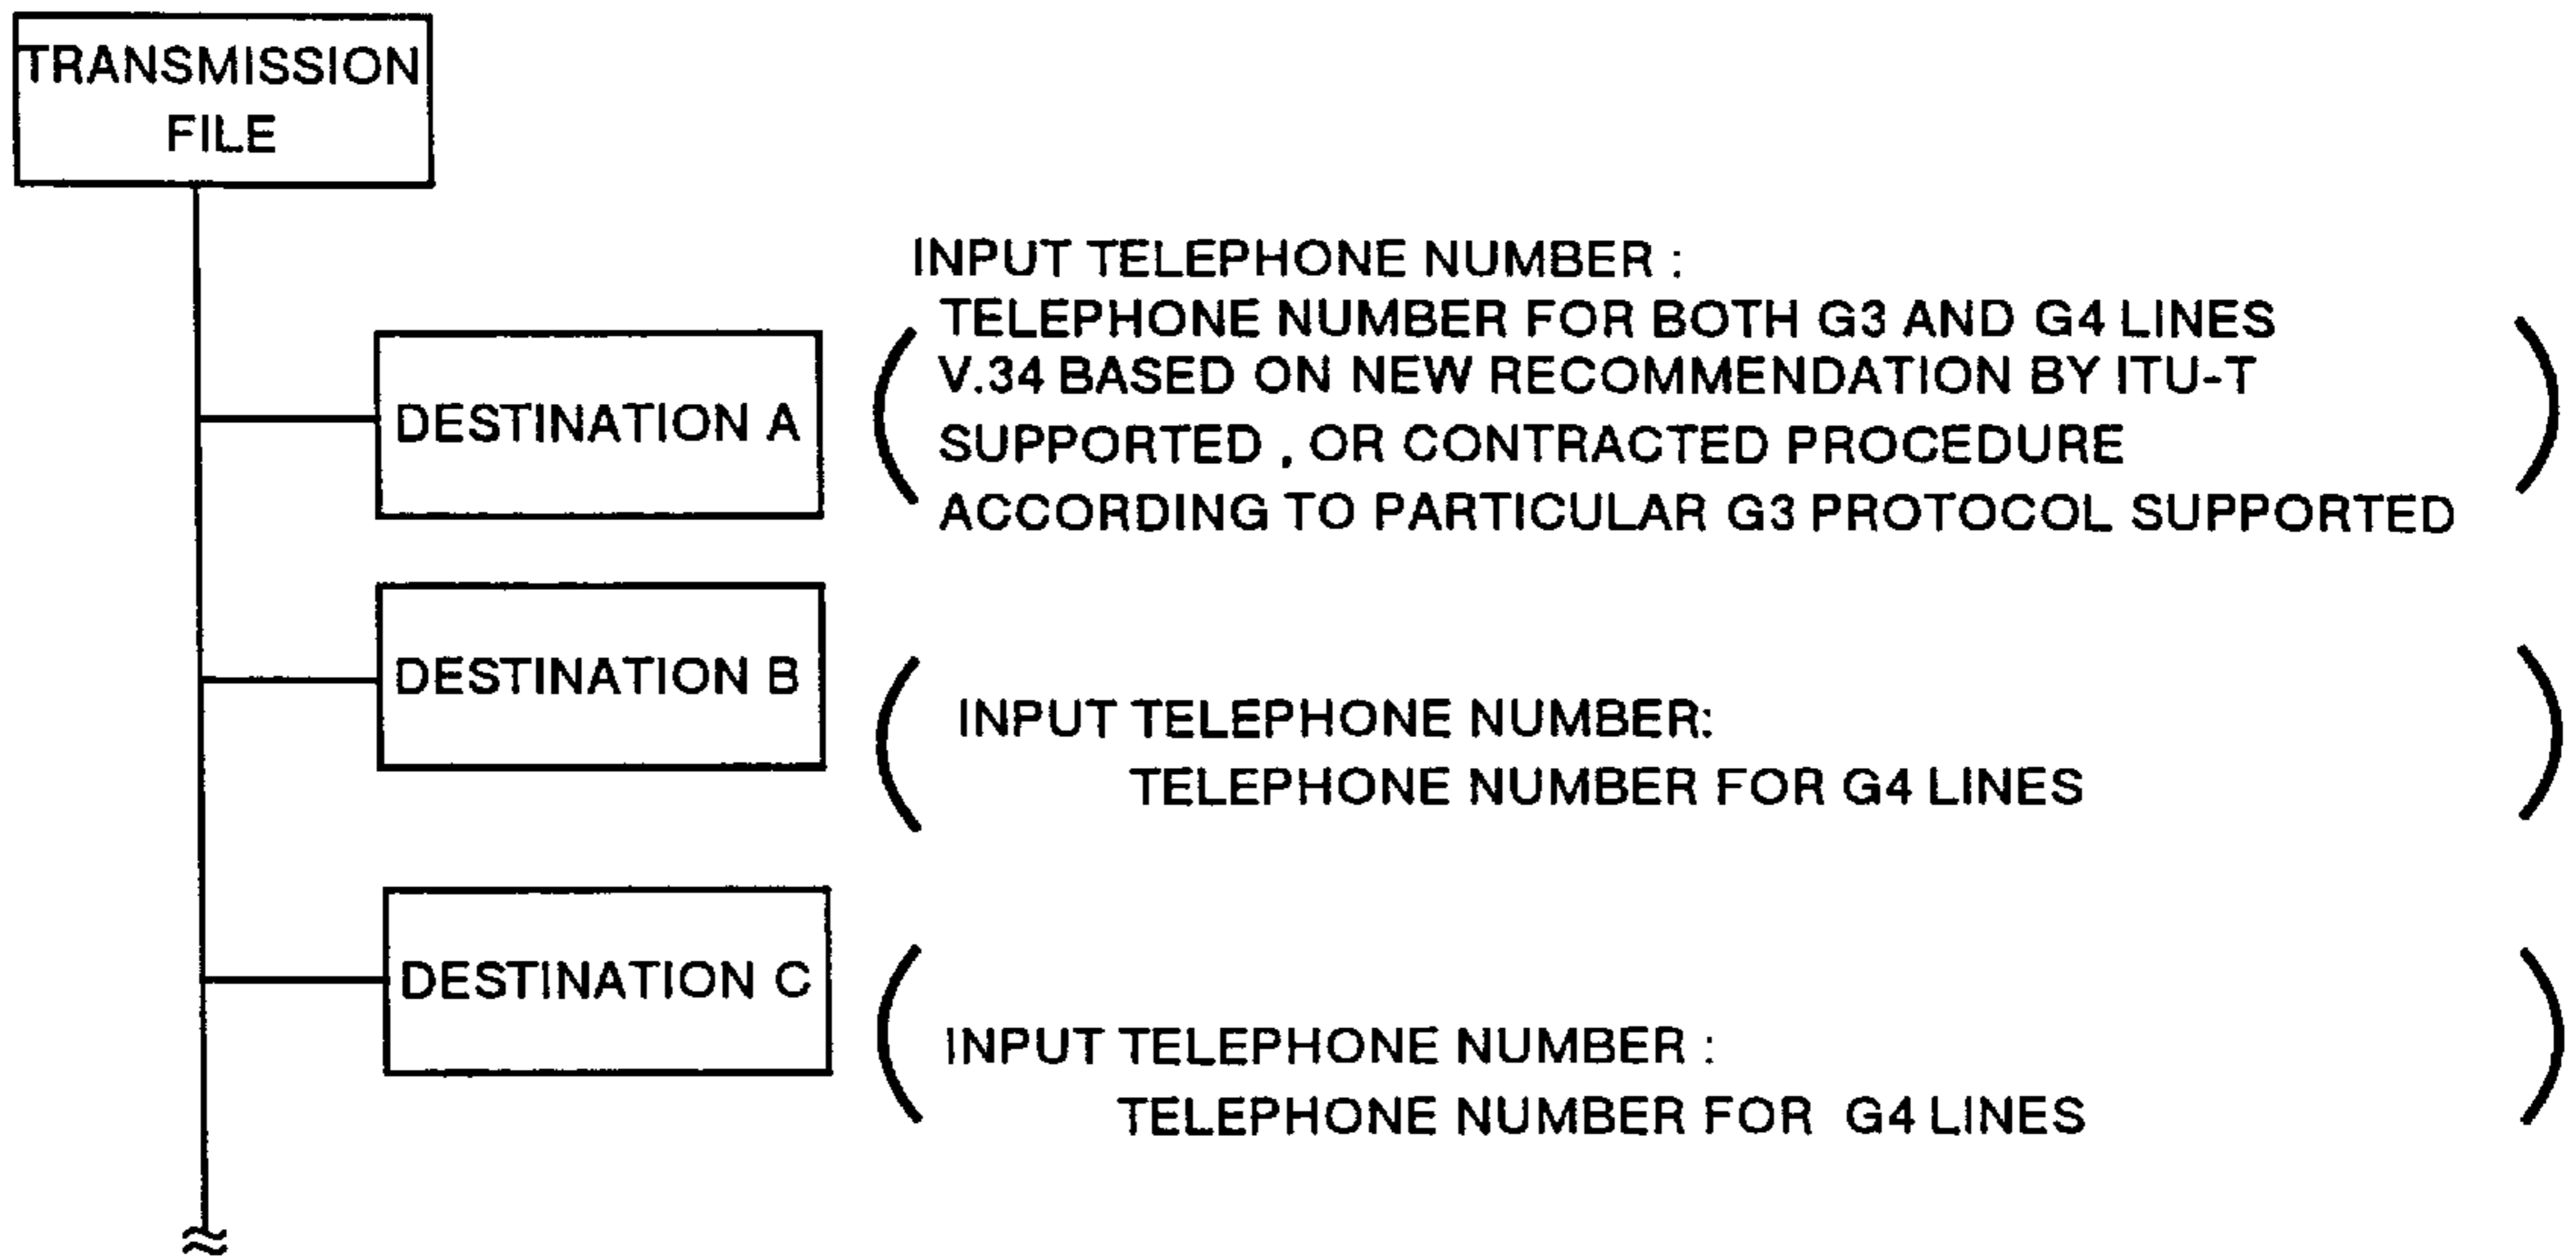 TRANSMISSION
FILE
INPUT TELEPHONE NUMBER :
TELEPHONE NUMBER FOR BOTH G3 AND G4 LINES
V.34 BASED ON NEW RECOMMENDATION BY ITU-T
SUPPORTED , OR CONTRACTED PROCEDURE
ACCORDING TO PARTICULAR G3 PROTOCOL SUPPORTED
DESTINATION A
DESTINATION B
INPUT TELEPHONE NUMBER:
TELEPHONE NUMBER FOR G4 LINES
DESTINATION C
INPUT TELEPHONE NUMBER :
TELEPHONE NUMBER FOR G4 LINES